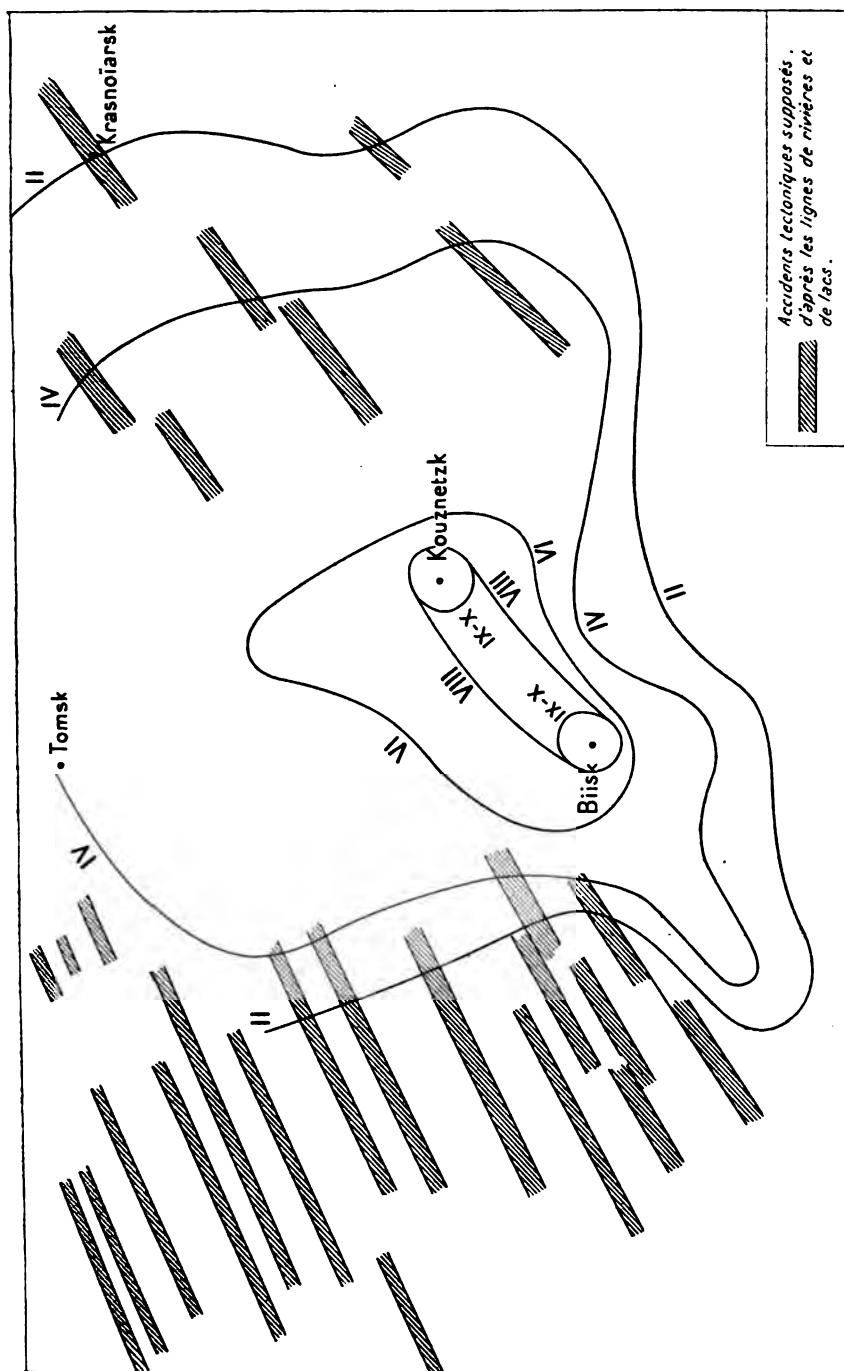 Krasnoïarsk
II
IV
Tomsk
IV
Kouznetzk
VI
VIII
IX-X
VIII
VI
IX-X
Biisk
IV
II
II
Accidents tectoniques supposés.
d'après les lignes de rivières et
de lacs.